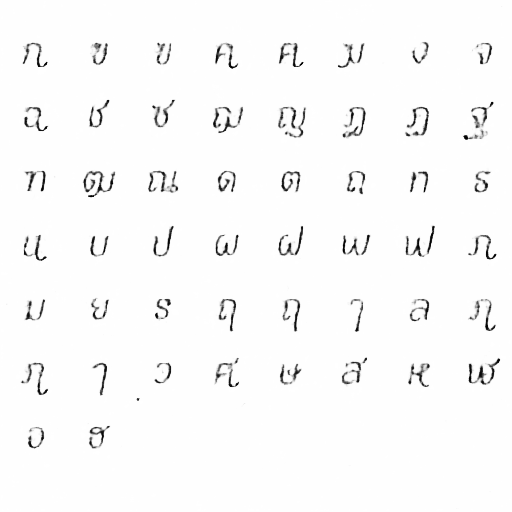 ก ข ฃ ค ฅ ฆ ง จ
ฉ ช ซ ฌ ญ ฎ ฏ ฐ
ฑ ฒ ณ ด ต ถ ท ธ
น บ ป ผ ฝ พ ฟ ภ
ม ย ร ฤ ฤ ๅ ล ฦ
ฦ ๅ ว ศ ษ ส ห ฬ
อ ฮ